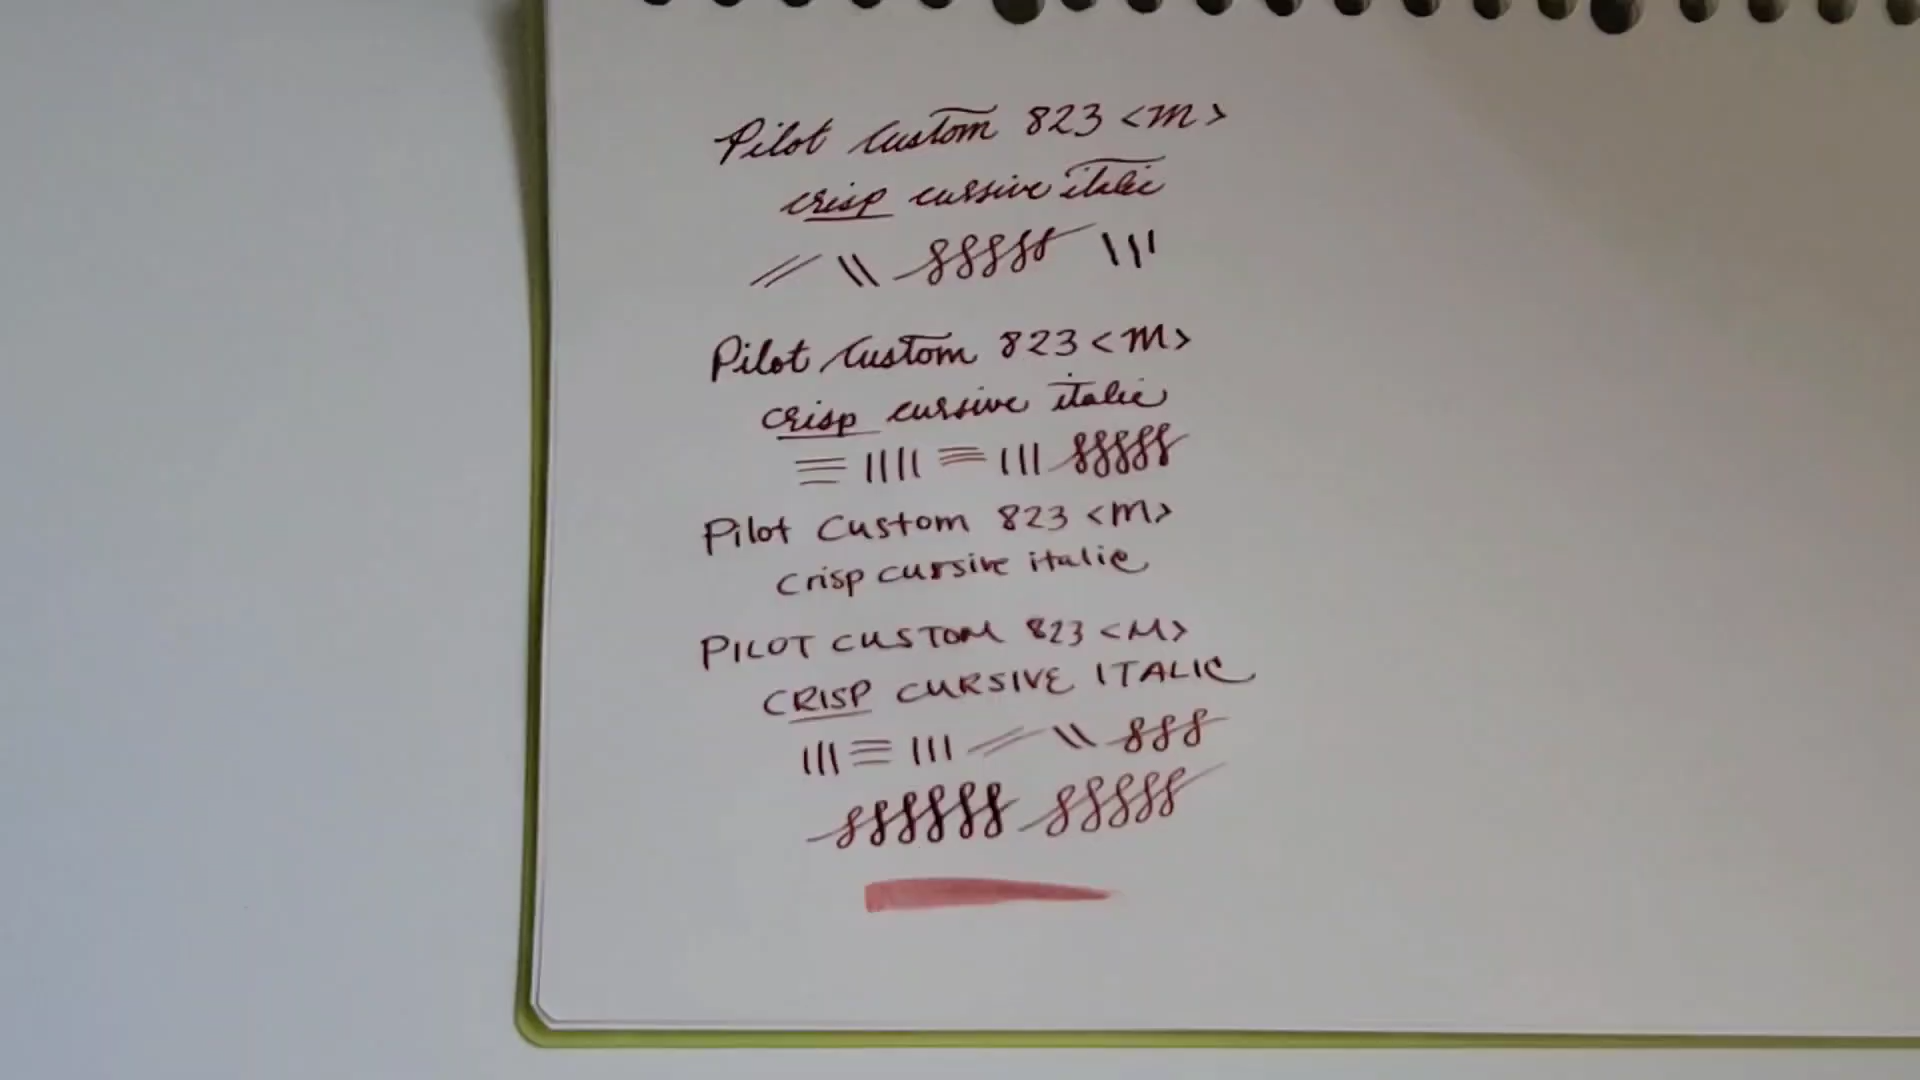 Pilot Custom 823 <M>
crisp cursive italic
Pilot Custom 823 <M>
crisp cursive italic
Pilot Custom 823 <M>
Crisp cursive italic
PILOT CUSTOM 823 <M>
CRISP CURSIVE ITALIC